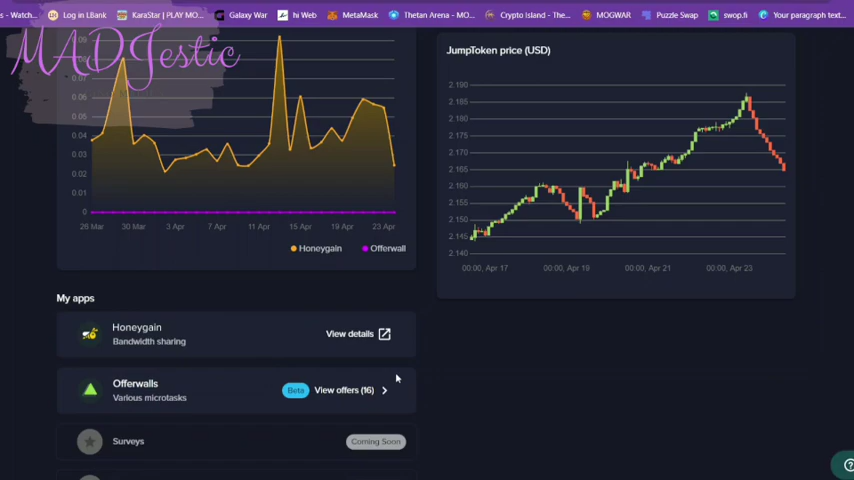 s - Watch... Log in LBank KaraStar | PLAY MO... Galaxy War hi Web MetaMask Thetan Arena - MO... Crypto Island - The... MOGWAR Puzzle Swap swop.fi Your paragraph text...
MADJestic
0.09
0.08
0.07
0.06
0.05
0.04
0.03
0.02
0.01
0
26 Mar 30 Mar 3 Apr 7 Apr 11 Apr 15 Apr 19 Apr 23 Apr
Honeygain Offerwall
JumpToken price (USD)
2.190
2.185
2.180
2.175
2.170
2.165
2.160
2.155
2.150
2.145
2.140
00:00, Apr 17 00:00, Apr 19 00:00, Apr 21 00:00, Apr 23
My apps
Honeygain
Bandwidth sharing
View details
Offerwalls
Various microtasks
Beta View offers (16)
Surveys
Coming Soon